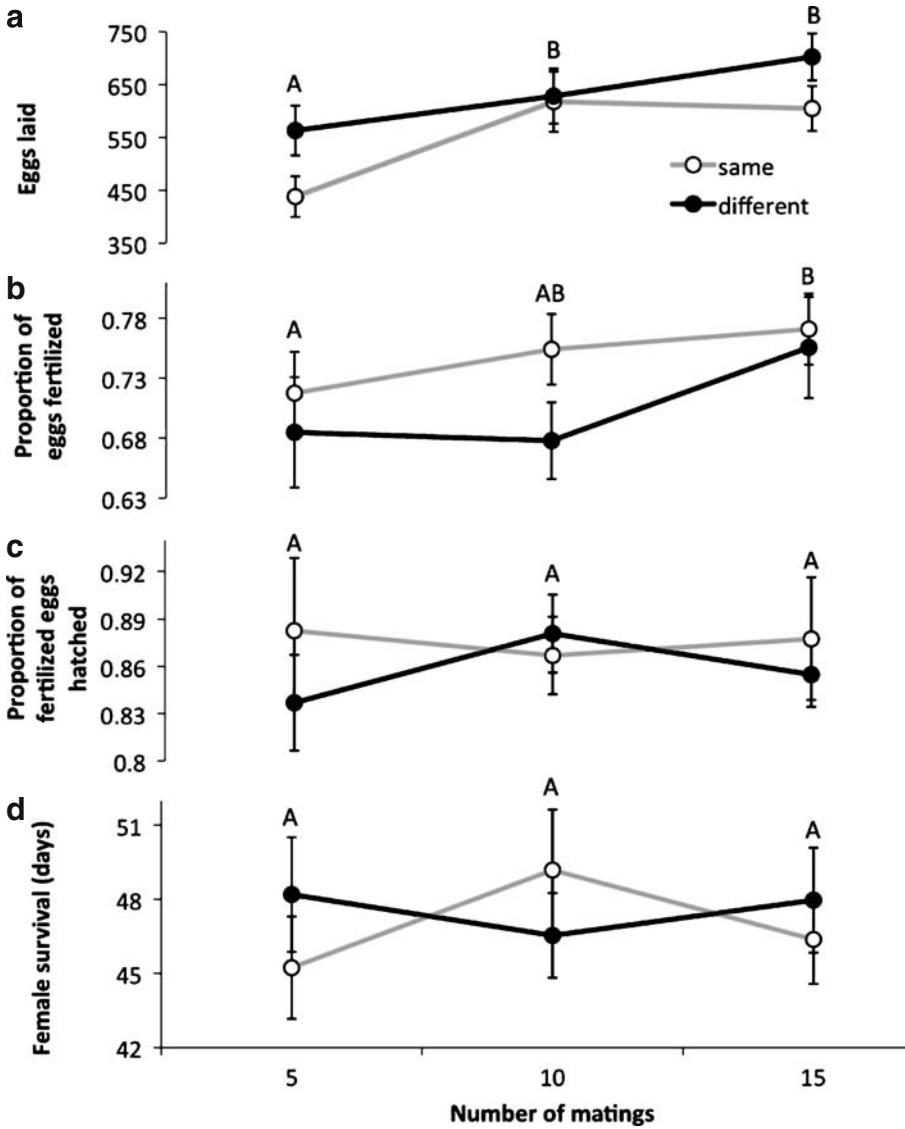 a
750
650
550
450
350
Eggs laid
A
B
B
same
different
b
0.78
0.73
0.68
0.63
Proportion of
eggs fertilized
A
AB
B
c
0.92
0.89
0.86
0.83
0.8
Proportion of
fertilized eggs
hatched
A
A
A
d
51
48
45
42
Female survival (days)
A
A
A
5
10
15
Number of matings